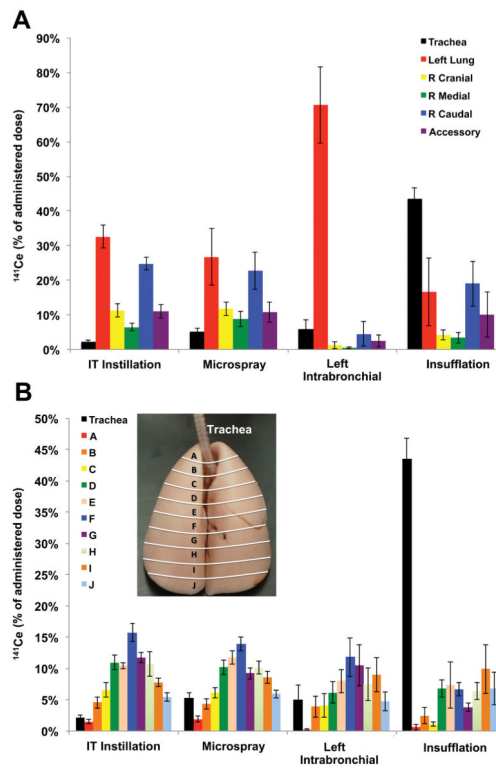 A
¹⁴¹Ce (% of administered dose)
90%
80%
70%
60%
50%
40%
30%
20%
10%
0%
Trachea
Left Lung
R Cranial
R Medial
R Caudal
Accessory
IT Instillation Microspray Left Intrabronchial Insufflation
B
¹⁴¹Ce (% of administered dose)
50%
45%
40%
35%
30%
25%
20%
15%
10%
5%
0%
Trachea
A
B
C
D
E
F
G
H
I
J
Trachea
A
B
C
D
E
F
G
H
I
J
IT Instillation Microspray Left Intrabronchial Insufflation